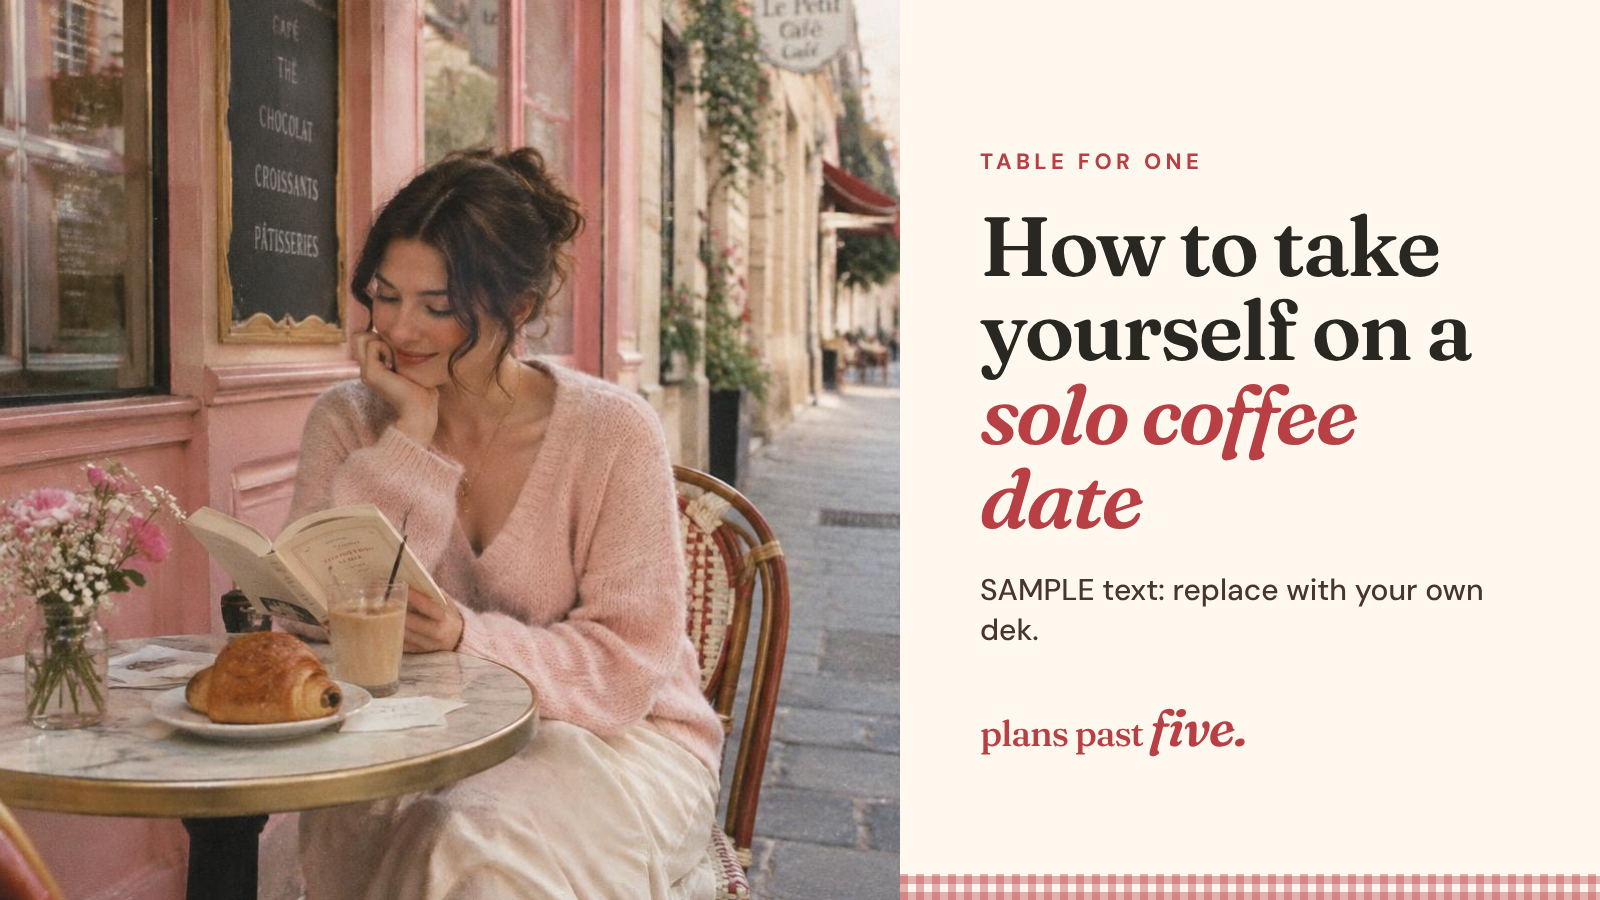 CAFÉ
THÉ
CHOCOLAT
CROISSANTS
PÂTISSERIES
Le Petit
Café
Café
TABLE FOR ONE
How to take
yourself on a
solo coffee
date
SAMPLE text: replace with your own
dek.
plans past five.